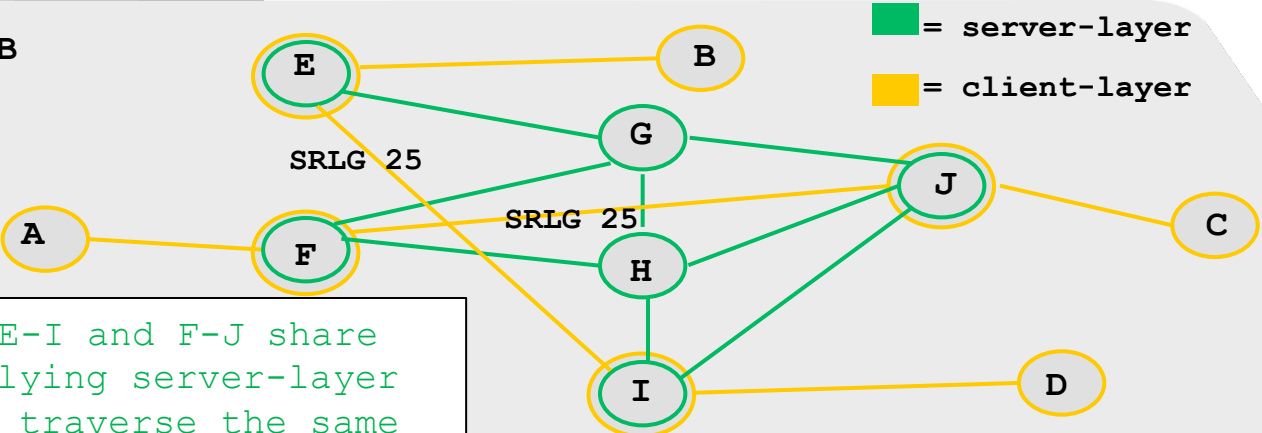 B
E
B
= server-layer
= client-layer
G
SRLG 25
J
A
F
SRLG 25
H
C
E-I and F-J share
lying server-layer
traverse the same
I
D